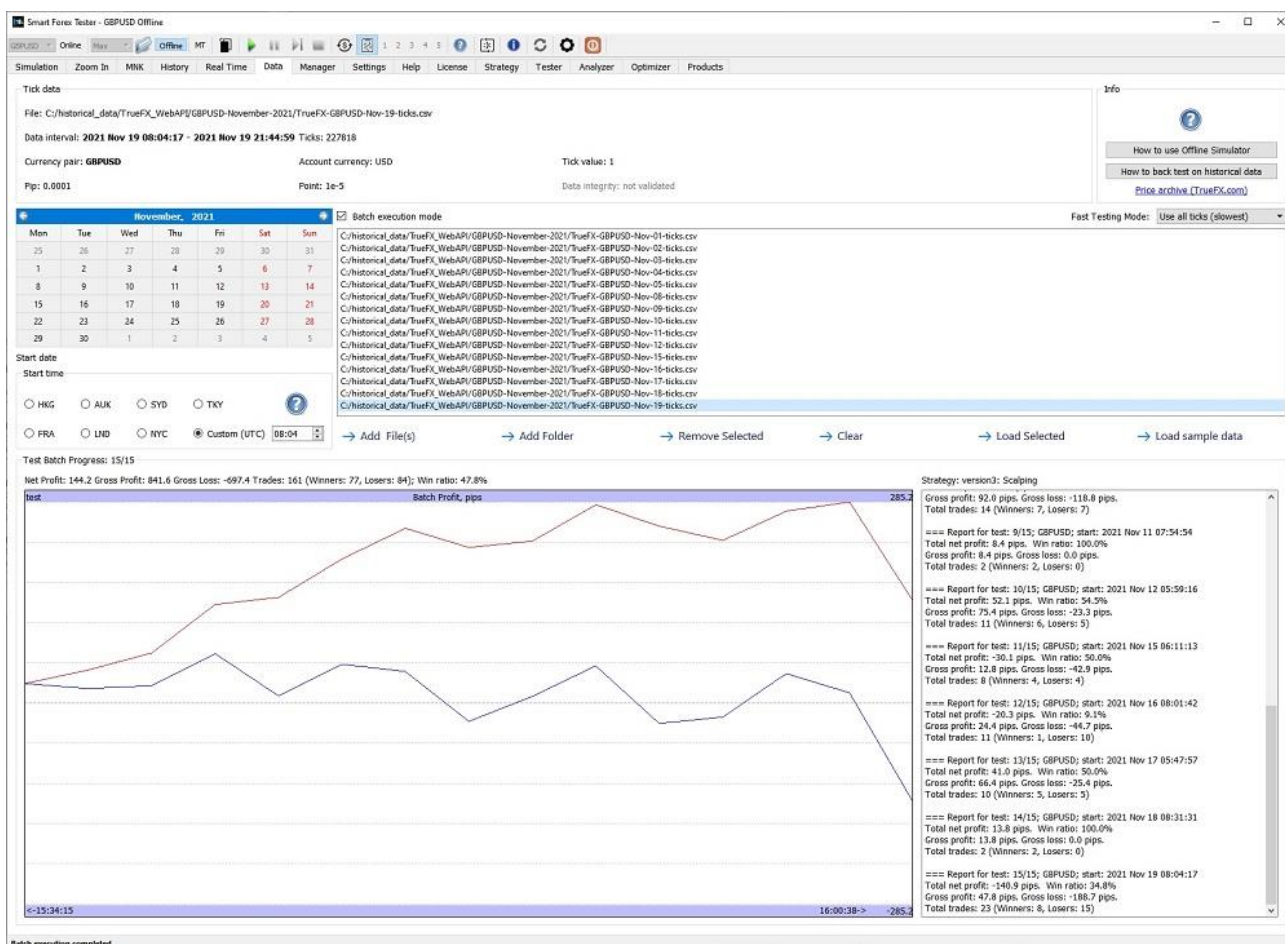 Smart Forex Tester - GBPUSD Offline
GBPUSD Online Max Offline MT 1 2 3 4 5
Simulation Zoom In MNK History Real Time Data Manager Settings Help License Strategy Tester Analyzer Optimizer Products
Tick data
File: C:/historical_data/TrueFX_WebAPI/GBPUSD-November-2021/TrueFX-GBPUSD-Nov-19-ticks.csv
Data interval: 2021 Nov 19 08:04:17 - 2021 Nov 19 21:44:59 Ticks: 227818
Currency pair: GBPUSD Account currency: USD Tick value: 1
Pip: 0.0001 Point: 1e-5 Data integrity: not validated
Info
How to use Offline Simulator
How to back test on historical data
Price archive (TrueFX.com)
November, 2021
Mon Tue Wed Thu Fri Sat Sun
25 26 27 28 29 30 31
1 2 3 4 5 6 7
8 9 10 11 12 13 14
15 16 17 18 19 20 21
22 23 24 25 26 27 28
29 30 1 2 3 4 5
Start date
Start time
HKG AUK SYD TKY
FRA LND NYC Custom (UTC) 08:04
Batch execution mode
Fast Testing Mode: Use all ticks (slowest)
C:/historical_data/TrueFX_WebAPI/GBPUSD-November-2021/TrueFX-GBPUSD-Nov-01-ticks.csv
C:/historical_data/TrueFX_WebAPI/GBPUSD-November-2021/TrueFX-GBPUSD-Nov-02-ticks.csv
C:/historical_data/TrueFX_WebAPI/GBPUSD-November-2021/TrueFX-GBPUSD-Nov-03-ticks.csv
C:/historical_data/TrueFX_WebAPI/GBPUSD-November-2021/TrueFX-GBPUSD-Nov-04-ticks.csv
C:/historical_data/TrueFX_WebAPI/GBPUSD-November-2021/TrueFX-GBPUSD-Nov-05-ticks.csv
C:/historical_data/TrueFX_WebAPI/GBPUSD-November-2021/TrueFX-GBPUSD-Nov-08-ticks.csv
C:/historical_data/TrueFX_WebAPI/GBPUSD-November-2021/TrueFX-GBPUSD-Nov-09-ticks.csv
C:/historical_data/TrueFX_WebAPI/GBPUSD-November-2021/TrueFX-GBPUSD-Nov-10-ticks.csv
C:/historical_data/TrueFX_WebAPI/GBPUSD-November-2021/TrueFX-GBPUSD-Nov-11-ticks.csv
C:/historical_data/TrueFX_WebAPI/GBPUSD-November-2021/TrueFX-GBPUSD-Nov-12-ticks.csv
C:/historical_data/TrueFX_WebAPI/GBPUSD-November-2021/TrueFX-GBPUSD-Nov-15-ticks.csv
C:/historical_data/TrueFX_WebAPI/GBPUSD-November-2021/TrueFX-GBPUSD-Nov-16-ticks.csv
C:/historical_data/TrueFX_WebAPI/GBPUSD-November-2021/TrueFX-GBPUSD-Nov-17-ticks.csv
C:/historical_data/TrueFX_WebAPI/GBPUSD-November-2021/TrueFX-GBPUSD-Nov-18-ticks.csv
C:/historical_data/TrueFX_WebAPI/GBPUSD-November-2021/TrueFX-GBPUSD-Nov-19-ticks.csv
Add File(s) Add Folder Remove Selected Clear Load Selected Load sample data
Test Batch Progress: 15/15
Net Profit: 144.2 Gross Profit: 841.6 Gross Loss: -697.4 Trades: 161 (Winners: 77, Losers: 84); Win ratio: 47.8%
test Batch Profit, pips 285.2
<-15:34:15 16:00:38-> -285.2
Strategy: version3: Scalping
Gross profit: 92.0 pips. Gross loss: -118.8 pips.
Total trades: 14 (Winners: 7, Losers: 7)
=== Report for test: 9/15; GBPUSD; start: 2021 Nov 11 07:54:54
Total net profit: 8.4 pips. Win ratio: 100.0%
Gross profit: 8.4 pips. Gross loss: 0.0 pips.
Total trades: 2 (Winners: 2, Losers: 0)
=== Report for test: 10/15; GBPUSD; start: 2021 Nov 12 05:59:16
Total net profit: 52.1 pips. Win ratio: 54.5%
Gross profit: 75.4 pips. Gross loss: -23.3 pips.
Total trades: 11 (Winners: 6, Losers: 5)
=== Report for test: 11/15; GBPUSD; start: 2021 Nov 15 06:11:13
Total net profit: -30.1 pips. Win ratio: 50.0%
Gross profit: 12.8 pips. Gross loss: -42.9 pips.
Total trades: 8 (Winners: 4, Losers: 4)
=== Report for test: 12/15; GBPUSD; start: 2021 Nov 16 08:01:42
Total net profit: -20.3 pips. Win ratio: 9.1%
Gross profit: 24.4 pips. Gross loss: -44.7 pips.
Total trades: 11 (Winners: 1, Losers: 10)
=== Report for test: 13/15; GBPUSD; start: 2021 Nov 17 05:47:57
Total net profit: 41.0 pips. Win ratio: 50.0%
Gross profit: 66.4 pips. Gross loss: -25.4 pips.
Total trades: 10 (Winners: 5, Losers: 5)
=== Report for test: 14/15; GBPUSD; start: 2021 Nov 18 08:31:31
Total net profit: 13.8 pips. Win ratio: 100.0%
Gross profit: 13.8 pips. Gross loss: 0.0 pips.
Total trades: 2 (Winners: 2, Losers: 0)
=== Report for test: 15/15; GBPUSD; start: 2021 Nov 19 08:04:17
Total net profit: -140.9 pips. Win ratio: 34.8%
Gross profit: 47.8 pips. Gross loss: -188.7 pips.
Total trades: 23 (Winners: 8, Losers: 15)
Batch execution completed